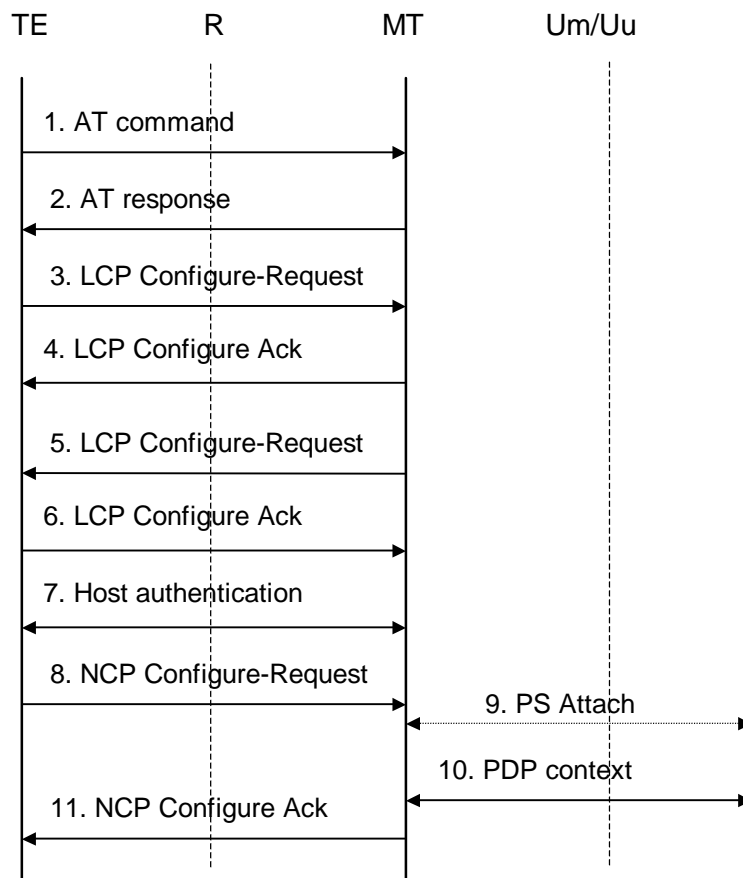 TE R MT Um/Uu
1. AT command
2. AT response
3. LCP Configure-Request
4. LCP Configure Ack
5. LCP Configure-Request
6. LCP Configure Ack
7. Host authentication
8. NCP Configure-Request
9. PS Attach
10. PDP context
11. NCP Configure Ack